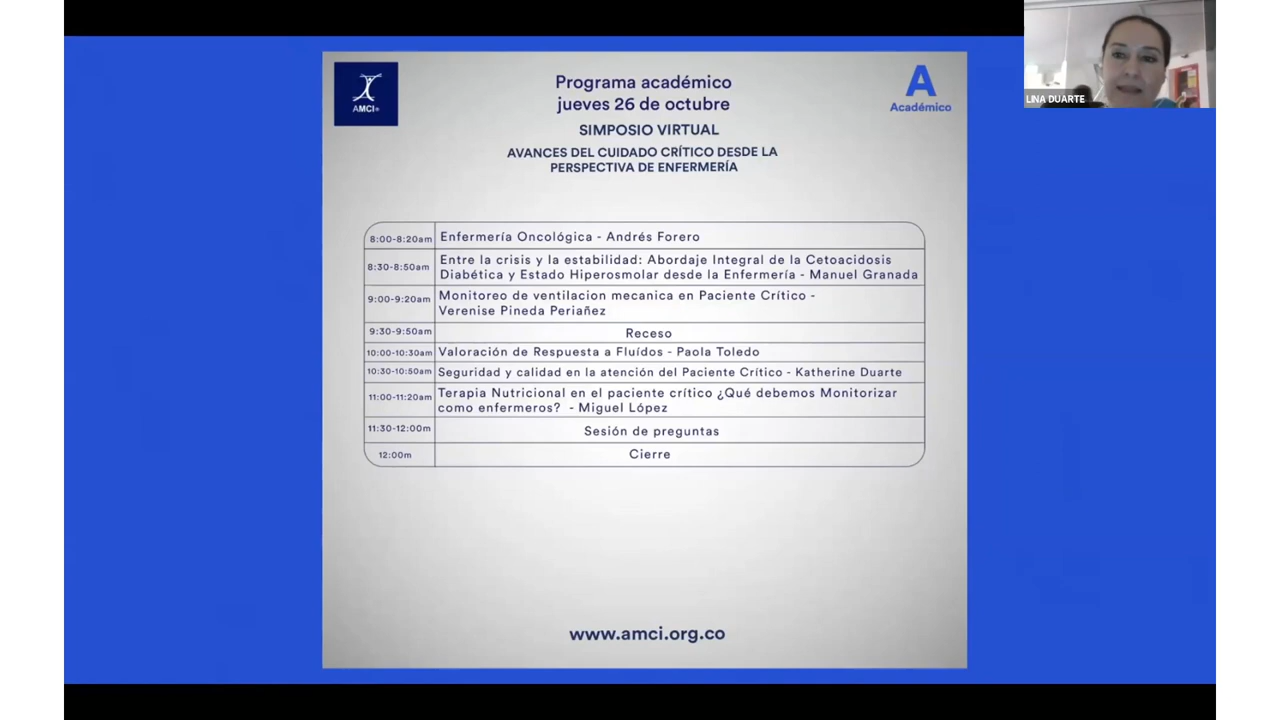 AMCI®
Programa académico
jueves 26 de octubre
SIMPOSIO VIRTUAL
AVANCES DEL CUIDADO CRÍTICO DESDE LA
PERSPECTIVA DE ENFERMERÍA
A
Académico
LINA DUARTE
8:00-8:20am Enfermería Oncológica - Andrés Forero
8:30-8:50am Entre la crisis y la estabilidad: Abordaje Integral de la Cetoacidosis
Diabética y Estado Hiperosmolar desde la Enfermería - Manuel Granada
9:00-9:20am Monitoreo de ventilacion mecanica en Paciente Crítico -
Verenise Pineda Periañez
9:30-9:50am Receso
10:00-10:30am Valoración de Respuesta a Fluídos - Paola Toledo
10:30-10:50am Seguridad y calidad en la atención del Paciente Crítico - Katherine Duarte
11:00-11:20am Terapia Nutricional en el paciente crítico ¿Qué debemos Monitorizar
como enfermeros? - Miguel López
11:30-12:00m Sesión de preguntas
12:00m Cierre
www.amci.org.co